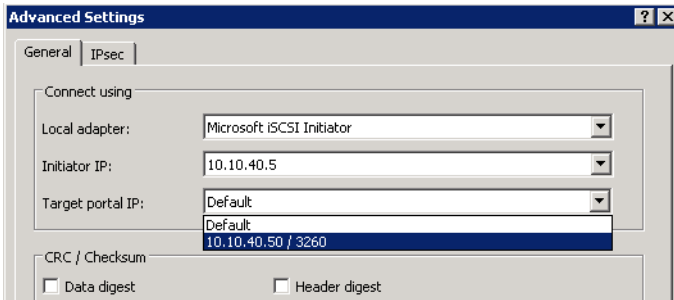 Advanced Settings
General IPsec
Connect using
Local adapter: Microsoft iSCSI Initiator
Initiator IP: 10.10.40.5
Target portal IP: Default
Default
10.10.40.50 / 3260
CRC / Checksum
Data digest Header digest